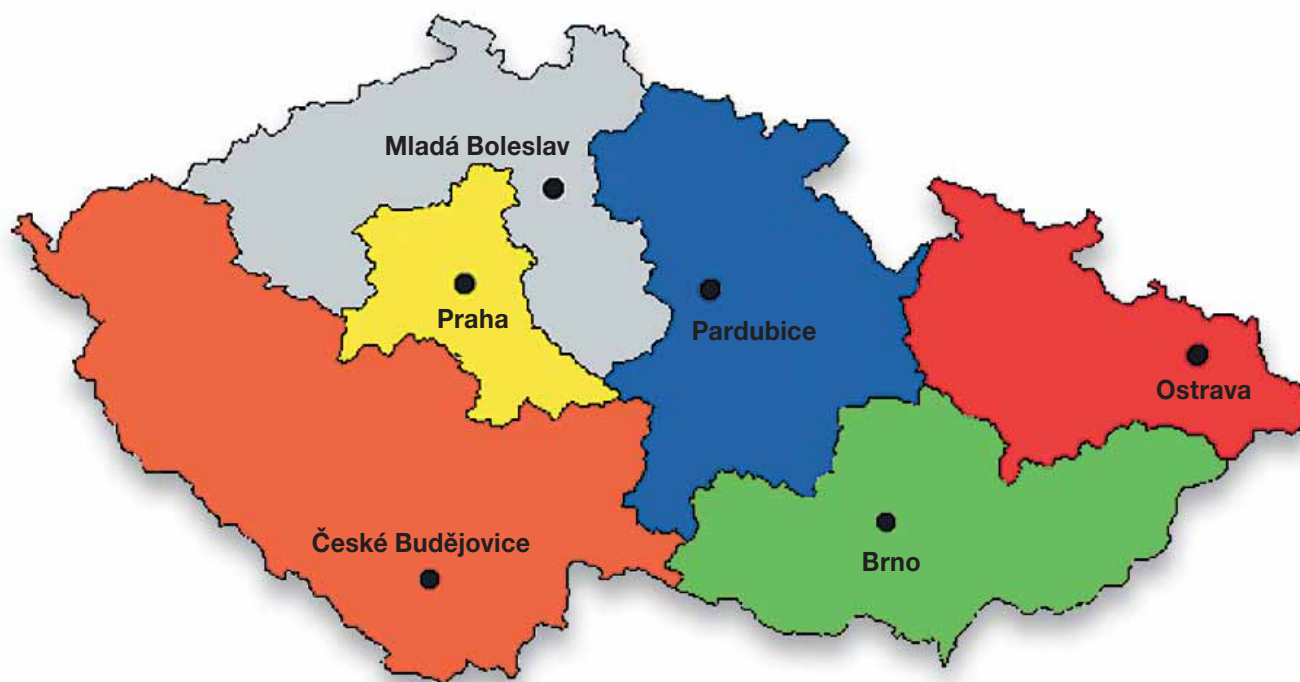 Mladá Boleslav
Praha
Pardubice
Ostrava
České Budějovice
Brno